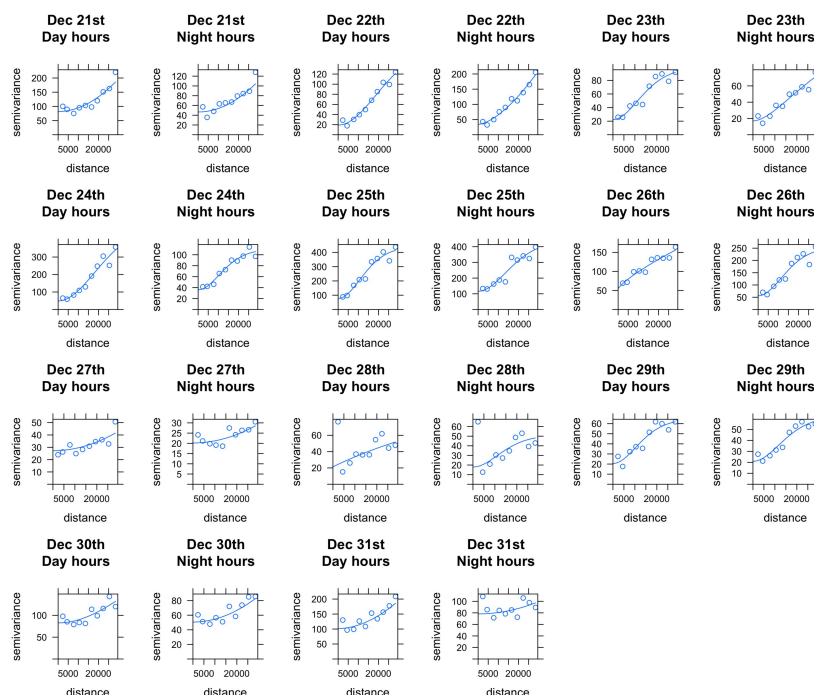 Dec 21st
Day hours
semivariance
200
150
100
50
5000 20000
distance
Dec 21st
Night hours
semivariance
120
100
80
60
40
20
5000 20000
distance
Dec 22th
Day hours
semivariance
120
100
80
60
40
20
5000 20000
distance
Dec 22th
Night hours
semivariance
200
150
100
50
5000 20000
distance
Dec 23th
Day hours
semivariance
80
60
40
20
5000 20000
distance
Dec 23th
Night hours
semivariance
60
40
20
5000 20000
distance
Dec 24th
Day hours
semivariance
300
200
100
5000 20000
distance
Dec 24th
Night hours
semivariance
100
80
60
40
20
5000 20000
distance
Dec 25th
Day hours
semivariance
400
300
200
100
5000 20000
distance
Dec 25th
Night hours
semivariance
400
300
200
100
5000 20000
distance
Dec 26th
Day hours
semivariance
150
100
50
5000 20000
distance
Dec 26th
Night hours
semivariance
250
200
150
100
50
5000 20000
distance
Dec 27th
Day hours
semivariance
50
40
30
20
10
5000 20000
distance
Dec 27th
Night hours
semivariance
30
25
20
15
10
5
5000 20000
distance
Dec 28th
Day hours
semivariance
60
40
20
5000 20000
distance
Dec 28th
Night hours
semivariance
60
50
40
30
20
10
5000 20000
distance
Dec 29th
Day hours
semivariance
60
50
40
30
20
10
5000 20000
distance
Dec 29th
Night hours
semivariance
50
40
30
20
10
5000 20000
distance
Dec 30th
Day hours
semivariance
100
50
5000 20000
distance
Dec 30th
Night hours
semivariance
80
60
40
20
5000 20000
distance
Dec 31st
Day hours
semivariance
200
150
100
50
5000 20000
distance
Dec 31st
Night hours
semivariance
100
80
60
40
20
5000 20000
distance